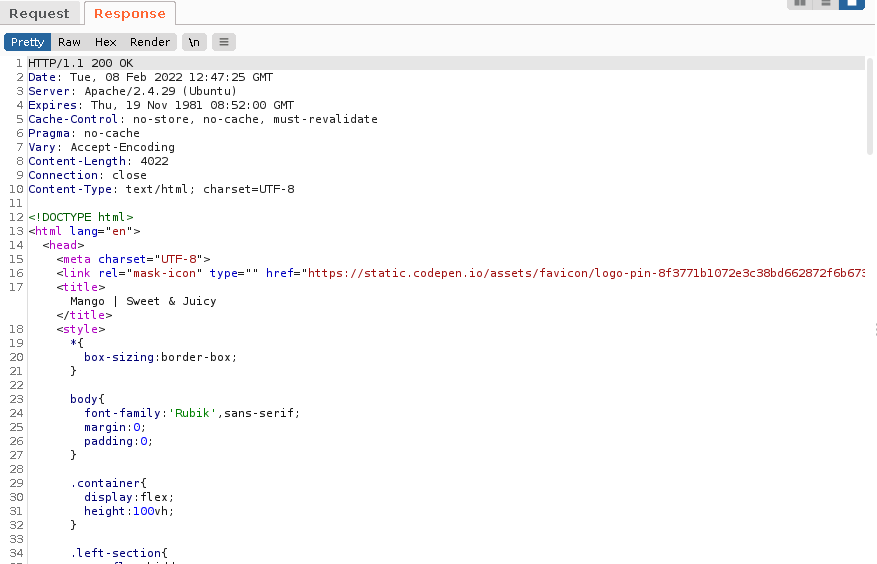 Request Response
Pretty Raw Hex Render \n
1 HTTP/1.1 200 OK
2 Date: Tue, 08 Feb 2022 12:47:25 GMT
3 Server: Apache/2.4.29 (Ubuntu)
4 Expires: Thu, 19 Nov 1981 08:52:00 GMT
5 Cache-Control: no-store, no-cache, must-revalidate
6 Pragma: no-cache
7 Vary: Accept-Encoding
8 Content-Length: 4022
9 Connection: close
10 Content-Type: text/html; charset=UTF-8
11
12 <!DOCTYPE html>
13 <html lang="en">
14 <head>
15 <meta charset="UTF-8">
16 <link rel="mask-icon" type="" href="https://static.codepen.io/assets/favicon/logo-pin-8f3771b1072e3c38bd662872f6b673
17 <title>
Mango | Sweet & Juicy
</title>
18 <style>
19 *{
20 box-sizing:border-box;
21 }
22
23 body{
24 font-family:'Rubik',sans-serif;
25 margin:0;
26 padding:0;
27 }
28
29 .container{
30 display:flex;
31 height:100vh;
32 }
33
34 .left-section{